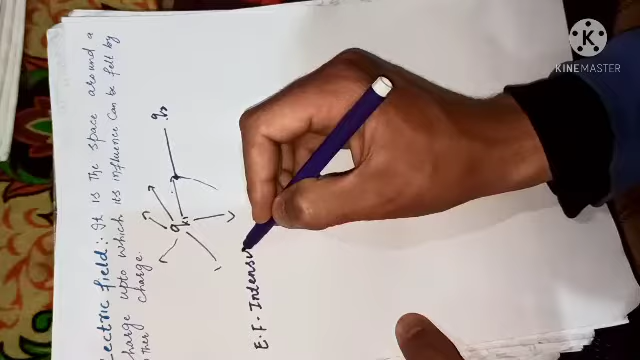 Electric field:- It is the space around a
charge upto which its influence can be felt by
other charge
q₁
q₂
E.F. Intensi
KINEMASTER